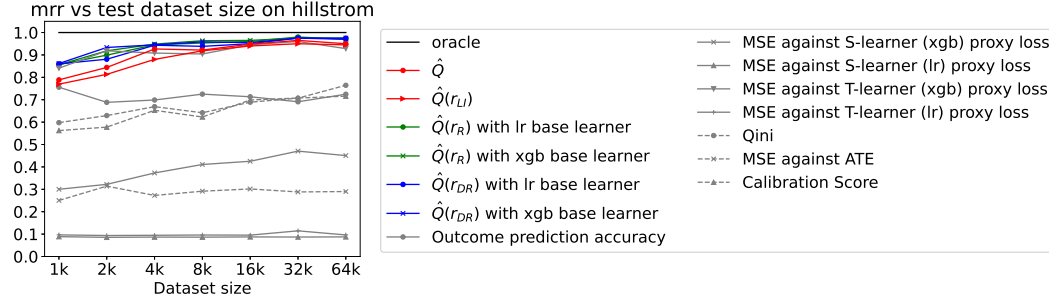 mrr vs test dataset size on hillstrom
1.0
0.9
0.8
0.7
0.6
0.5
0.4
0.3
0.2
0.1
0.0
1k 2k 4k 8k 16k 32k 64k
Dataset size
oracle
Q̂
Q̂(r_LI)
Q̂(r_R) with lr base learner
Q̂(r_R) with xgb base learner
Q̂(r_DR) with lr base learner
Q̂(r_DR) with xgb base learner
Outcome prediction accuracy
MSE against S-learner (xgb) proxy loss
MSE against S-learner (lr) proxy loss
MSE against T-learner (xgb) proxy loss
MSE against T-learner (lr) proxy loss
Qini
MSE against ATE
Calibration Score